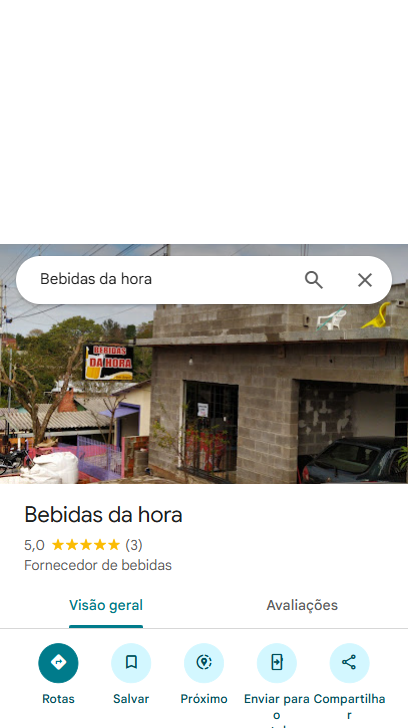 Bebidas da hora
BEBIDAS
DA HORA
Bebidas da hora
5,0 (3)
Fornecedor de bebidas
Visão geral Avaliações
Rotas Salvar Próximo Enviar para o Compartilhar